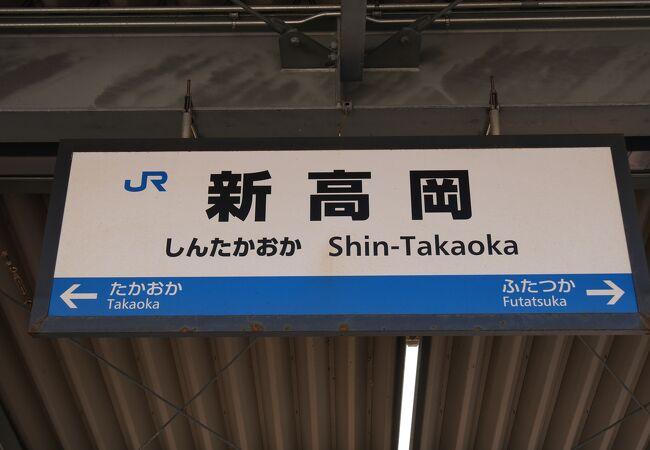 JR 新高岡
しんたかおか Shin-Takaoka
← たかおか ふたつか →
Takaoka Futatsuka